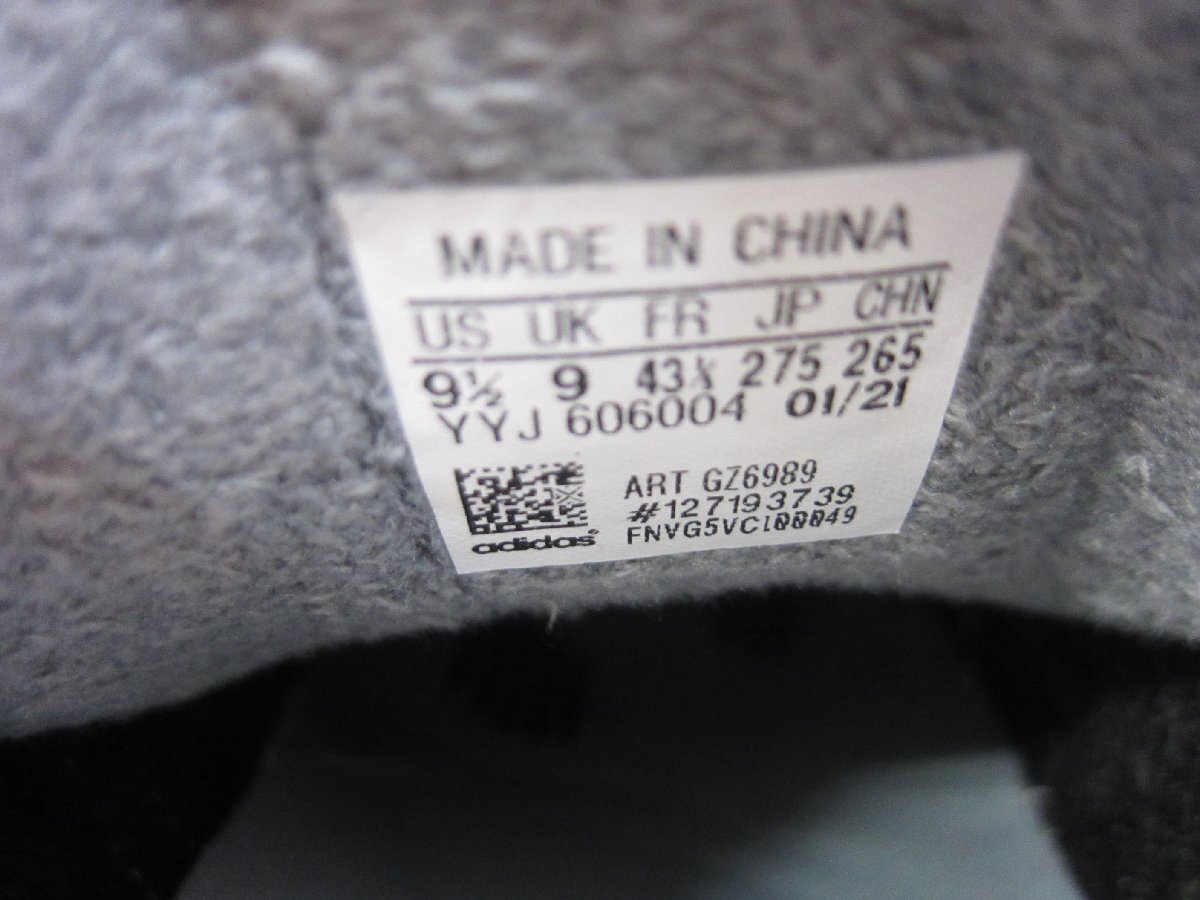 MADE IN CHINA
US UK FR JP CHN
9½ 9 43⅓ 275 265
YYJ 606004 01/21
ART GZ6989
#127193739
FNVG5VC100049
adidas